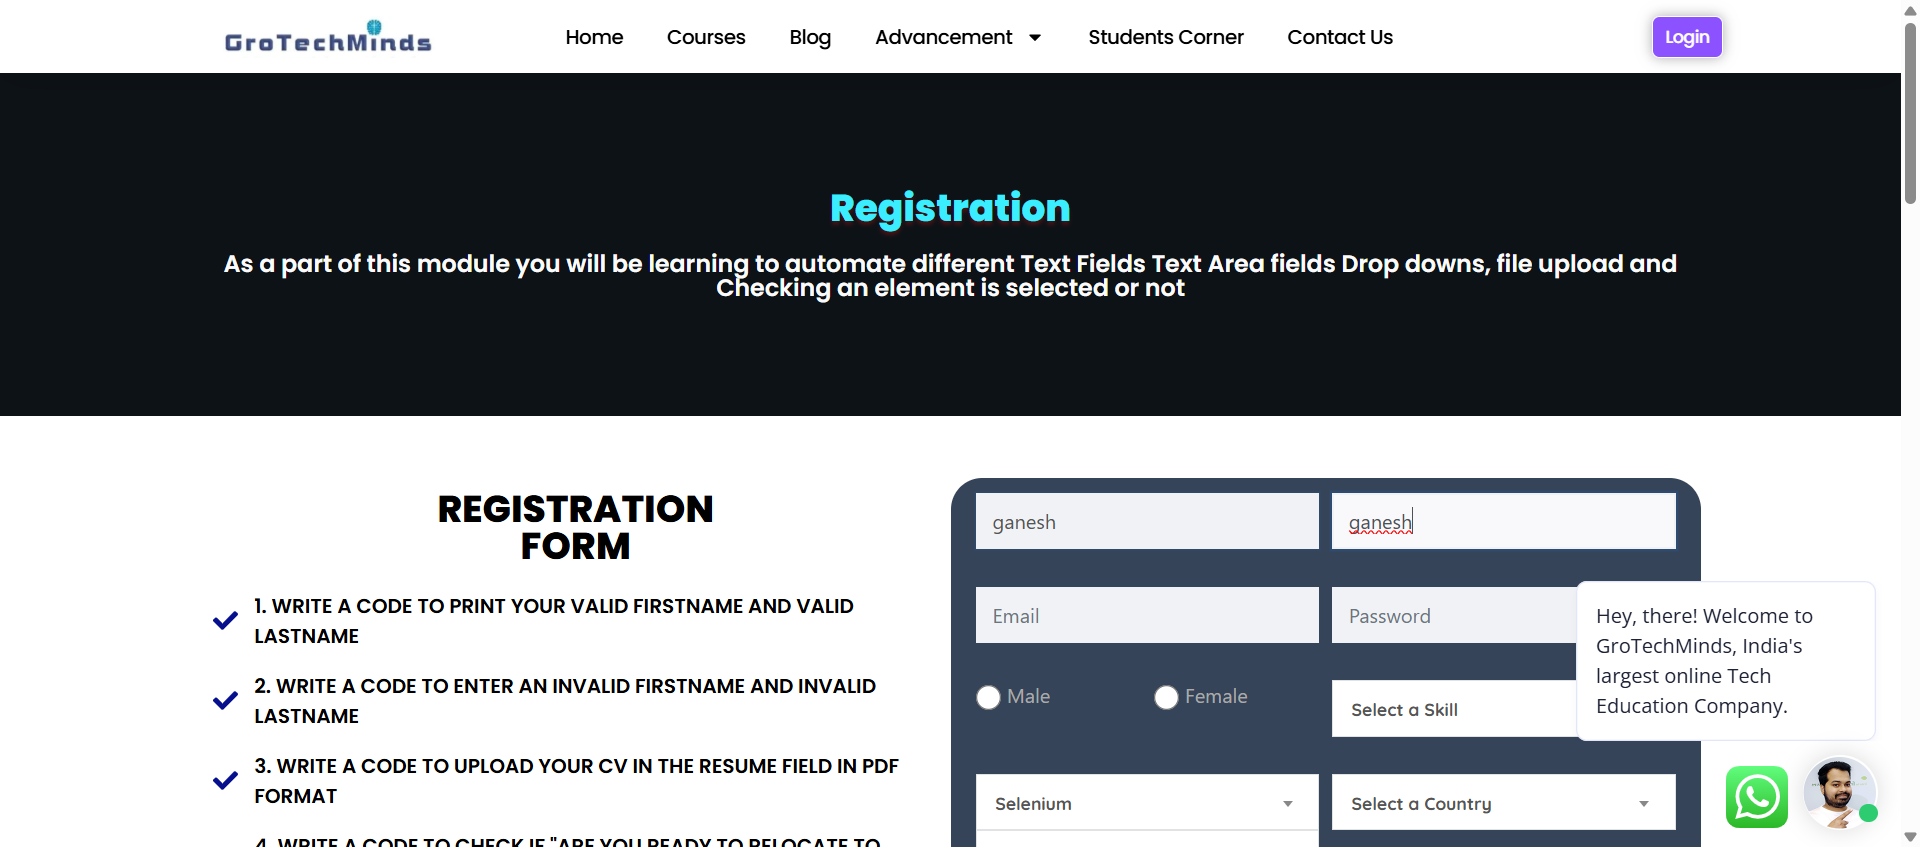 GroTechMinds
Home Courses Blog Advancement Students Corner Contact Us Login
Registration
As a part of this module you will be learning to automate different Text Fields Text Area fields Drop downs, file upload and
Checking an element is selected or not
REGISTRATION
FORM
1. WRITE A CODE TO PRINT YOUR VALID FIRSTNAME AND VALID
LASTNAME
2. WRITE A CODE TO ENTER AN INVALID FIRSTNAME AND INVALID
LASTNAME
3. WRITE A CODE TO UPLOAD YOUR CV IN THE RESUME FIELD IN PDF
FORMAT
4. WRITE A CODE TO CHECK IF "ARE YOU READY TO RELOCATE TO
ganesh ganesh
Email Password
Male Female Select a Skill
Selenium Select a Country
Hey, there! Welcome to
GroTechMinds, India's
largest online Tech
Education Company.